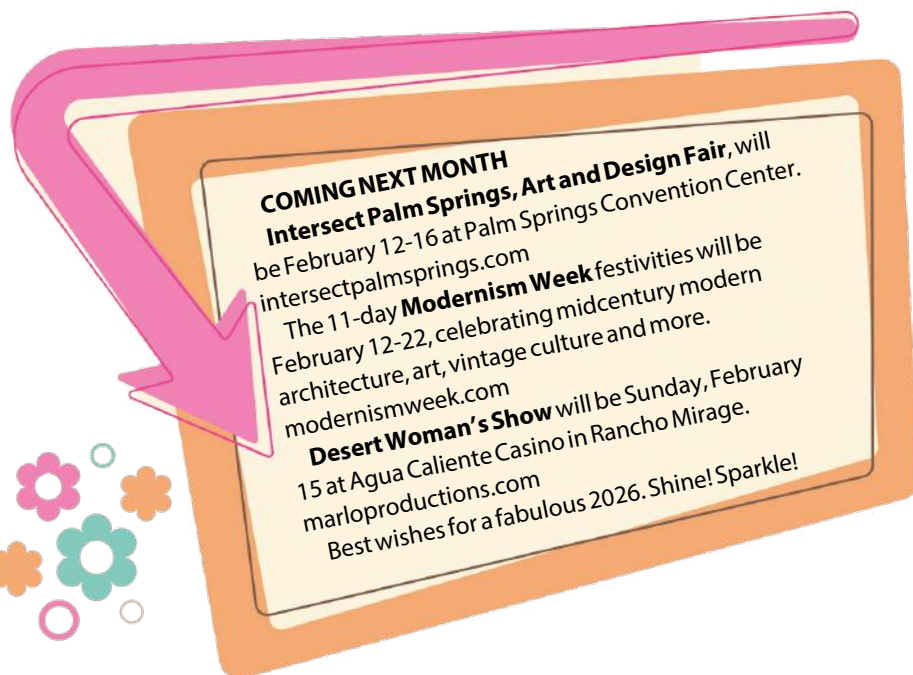 COMING NEXT MONTH
Intersect Palm Springs, Art and Design Fair, will
be February 12-16 at Palm Springs Convention Center.
intersectpalmsprings.com
The 11-day Modernism Week festivities will be
February 12-22, celebrating midcentury modern
architecture, art, vintage culture and more.
modernismweek.com
Desert Woman's Show will be Sunday, February
15 at Agua Caliente Casino in Rancho Mirage.
marloproductions.com
Best wishes for a fabulous 2026. Shine! Sparkle!